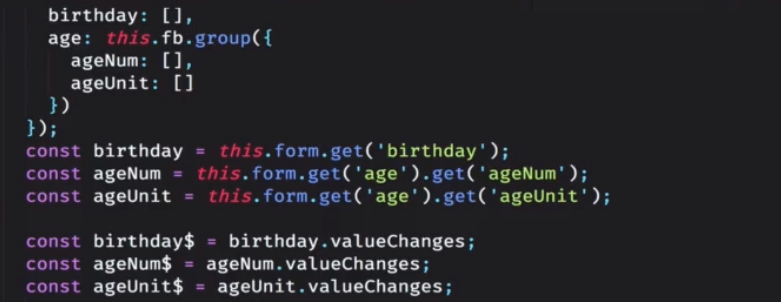 birthday: [],
age: this.fb.group({
ageNum: [],
ageUnit: []
})
});
const birthday = this.form.get('birthday');
const ageNum = this.form.get('age').get('ageNum');
const ageUnit = this.form.get('age').get('ageUnit');
const birthday$ = birthday.valueChanges;
const ageNum$ = ageNum.valueChanges;
const ageUnit$ = ageUnit.valueChanges;